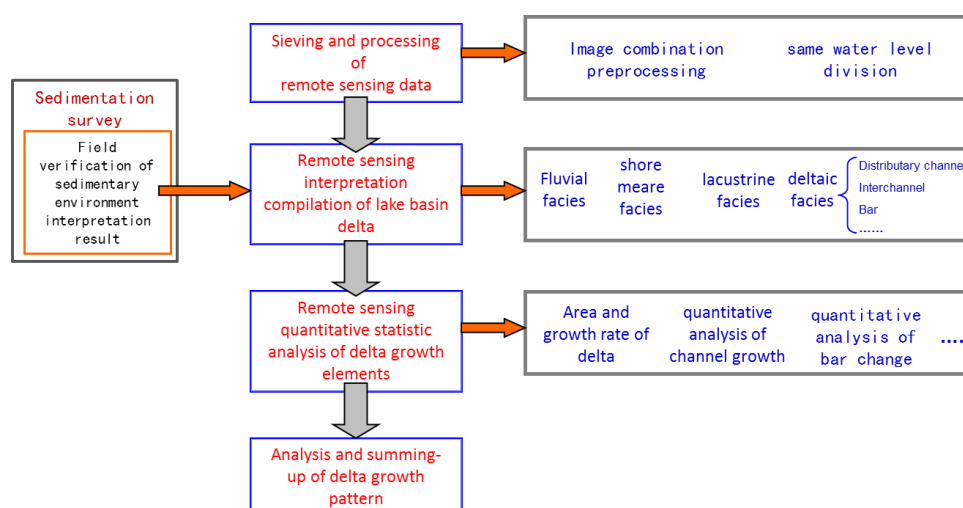 Sieving and processing
of
remote sensing data
Image combination
preprocessing
same water level
division
Sedimentation
survey
Field
verification of
sedimentary
environment
interpretation
result
Remote sensing
interpretation
compilation of lake basin
delta
Fluvial
facies
shore
meare
facies
lacustrine
facies
deltaic
facies
Distributary channel
Interchannel
Bar
......
Remote sensing
quantitative statistic
analysis of delta growth
elements
Area and
growth rate of
delta
quantitative
analysis of
channel growth
quantitative
analysis of
bar change
....
Analysis and summing-
up of delta growth
pattern